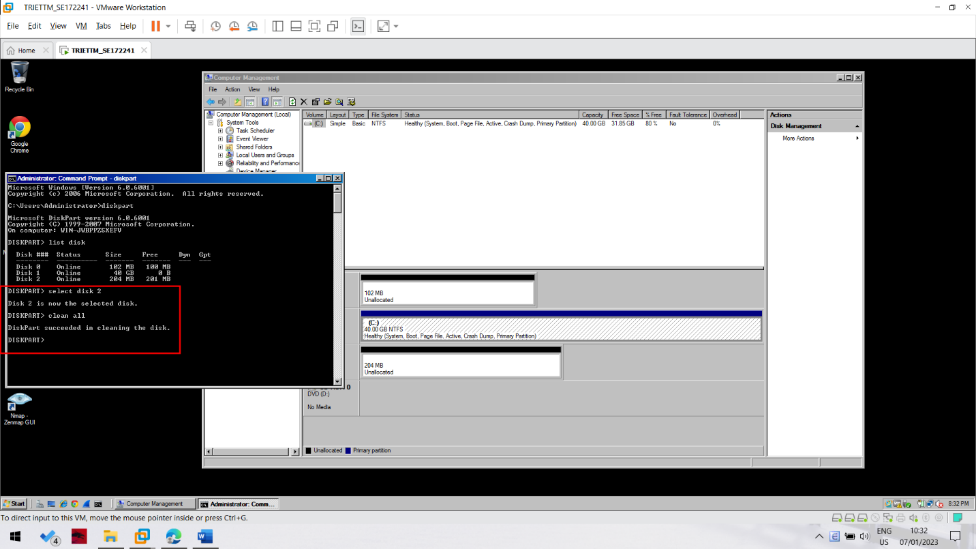 TRIETTM_SE172241 - VMware Workstation
File Edit View VM Tabs Help
Home
TRIETTM_SE172241
Recycle Bin
Google
Chrome
Nmap -
Zenmap GUI
Computer Management
File Action View Help
Computer Management (Local)
System Tools
Task Scheduler
Event Viewer
Shared Folders
Local Users and Groups
Reliability and Performance
Device Manager
Volume Layout Type File System Status Capacity Free Space % Free Fault Tolerance Overhead
(C:) Simple Basic NTFS Healthy (System, Boot, Page File, Active, Crash Dump, Primary Partition) 40.00 GB 31.85 GB 80 % No 0%
Actions
Disk Management
More Actions
Administrator: Command Prompt - diskpart
Microsoft Windows [Version 6.0.6001]
Copyright (c) 2006 Microsoft Corporation. All rights reserved.
C:\Users\Administrator>diskpart
Microsoft DiskPart version 6.0.6001
Copyright (C) 1999-2007 Microsoft Corporation.
DISKPART> list disk
Disk ### Status Size Free Dyn Gpt
Disk 0 Online 102 MB 100 MB
Disk 1 Online 40 GB 0 B
Disk 2 Online 204 MB 201 MB
DISKPART> select disk 2
Disk 2 is now the selected disk.
DISKPART> clean all
DiskPart succeeded in cleaning the disk.
DISKPART>
102 MB
Unallocated
(C:)
40.00 GB NTFS
Healthy (System, Boot, Page File, Active, Crash Dump, Primary Partition)
204 MB
Unallocated
DVD (D:)
No Media
Unallocated Primary partition
Start
Computer Management
Administrator: Comm...
8:32 PM
To direct input to this VM, move the mouse pointer inside or press Ctrl+G.
4
ENG
US
10:32
07/01/2023